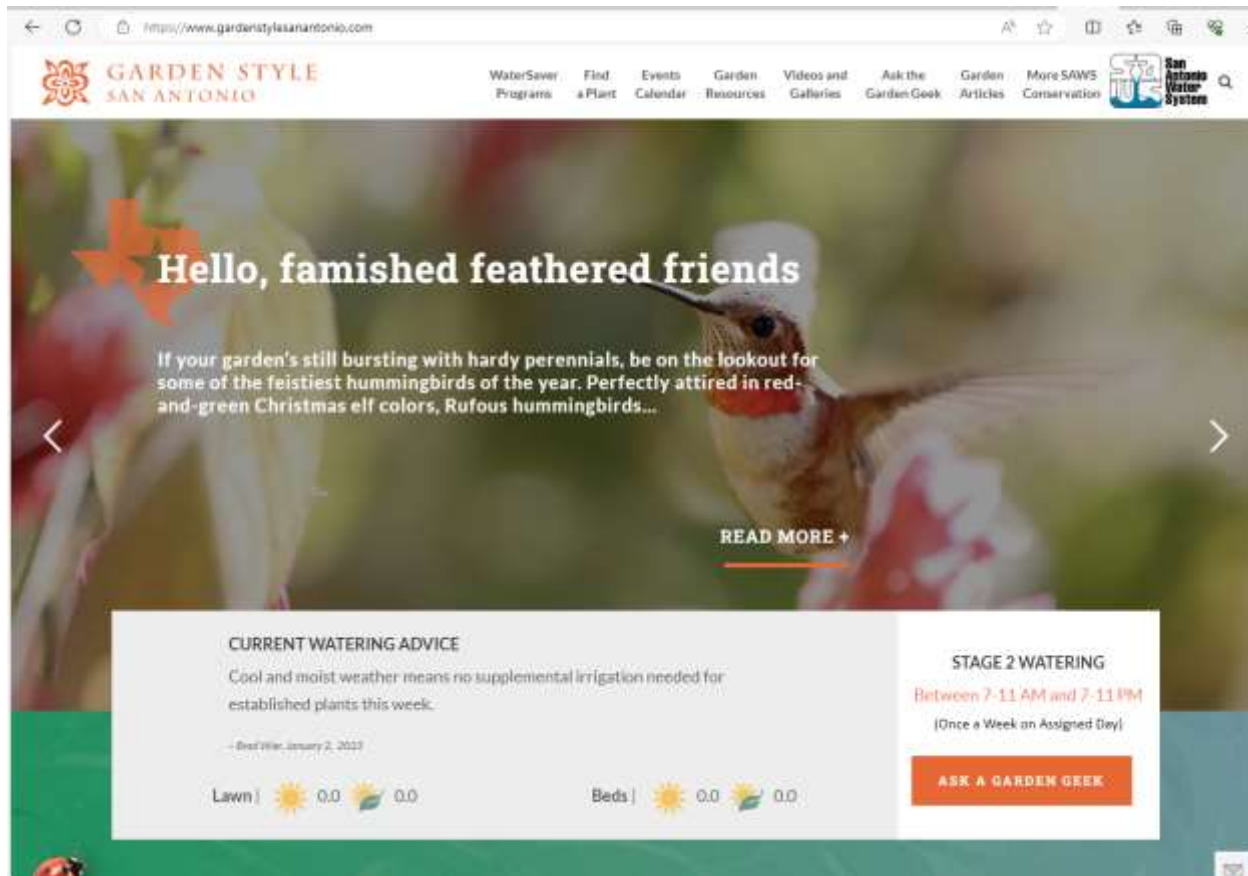 https://www.gardenstylesanantonio.com
GARDEN STYLE
SAN ANTONIO
WaterSaver Programs
Find a Plant
Events Calendar
Garden Resources
Videos and Galleries
Ask the Garden Geek
Garden Articles
More SAWS Conservation
San
Antonio
Water
System
Hello, famished feathered friends
If your garden's still bursting with hardy perennials, be on the lookout for
some of the feistiest hummingbirds of the year. Perfectly attired in red-
and-green Christmas elf colors, Rufous hummingbirds...
READ MORE +
CURRENT WATERING ADVICE
Cool and moist weather means no supplemental irrigation needed for
established plants this week.
January 2, 2023
Lawn | 0.0 0.0
Beds | 0.0 0.0
STAGE 2 WATERING
Between 7-11 AM and 7-11 PM
(Once a Week on Assigned Day)
ASK A GARDEN GEEK